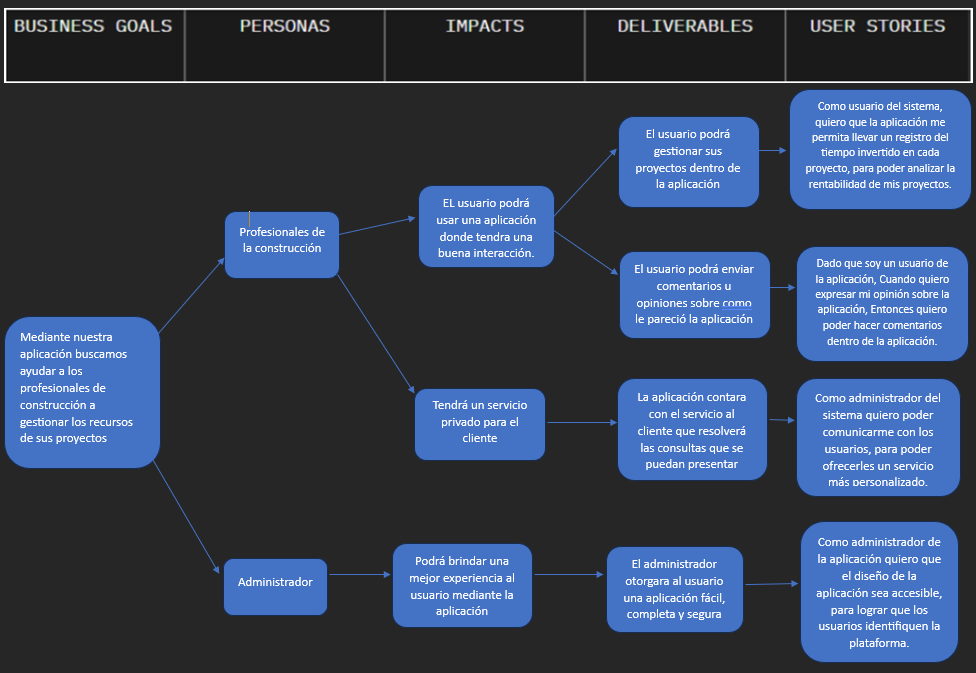 BUSINESS GOALS
PERSONAS
IMPACTS
DELIVERABLES
USER STORIES
Mediante nuestra
aplicación buscamos
ayudar a los
profesionales de
construcción a
gestionar los recursos
de sus proyectos
Profesionales de
la construcción
Administrador
EL usuario podrá
usar una aplicación
donde tendra una
buena interacción.
Tendrá un servicio
privado para el
cliente
Podrá brindar una
mejor experiencia al
usuario mediante la
aplicación
El usuario podrá
gestionar sus
proyectos dentro de
la aplicación
El usuario podrá enviar
comentarios u
opiniones sobre como
le pareció la aplicación
La aplicación contara
con el servicio al
cliente que resolverá
las consultas que se
puedan presentar
El administrador
otorgara al usuario
una aplicación fácil,
completa y segura
Como usuario del sistema,
quiero que la aplicación me
permita llevar un registro del
tiempo invertido en cada
proyecto, para poder analizar la
rentabilidad de mis proyectos.
Dado que soy un usuario de
la aplicación, Cuando quiero
expresar mi opinión sobre la
aplicación, Entonces quiero
poder hacer comentarios
dentro de la aplicación.
Como administrador del
sistema quiero poder
comunicarme con los
usuarios, para poder
ofrecerles un servicio
más personalizado.
Como administrador de
la aplicación quiero que
el diseño de la
aplicación sea accesible,
para lograr que los
usuarios identifiquen la
plataforma.